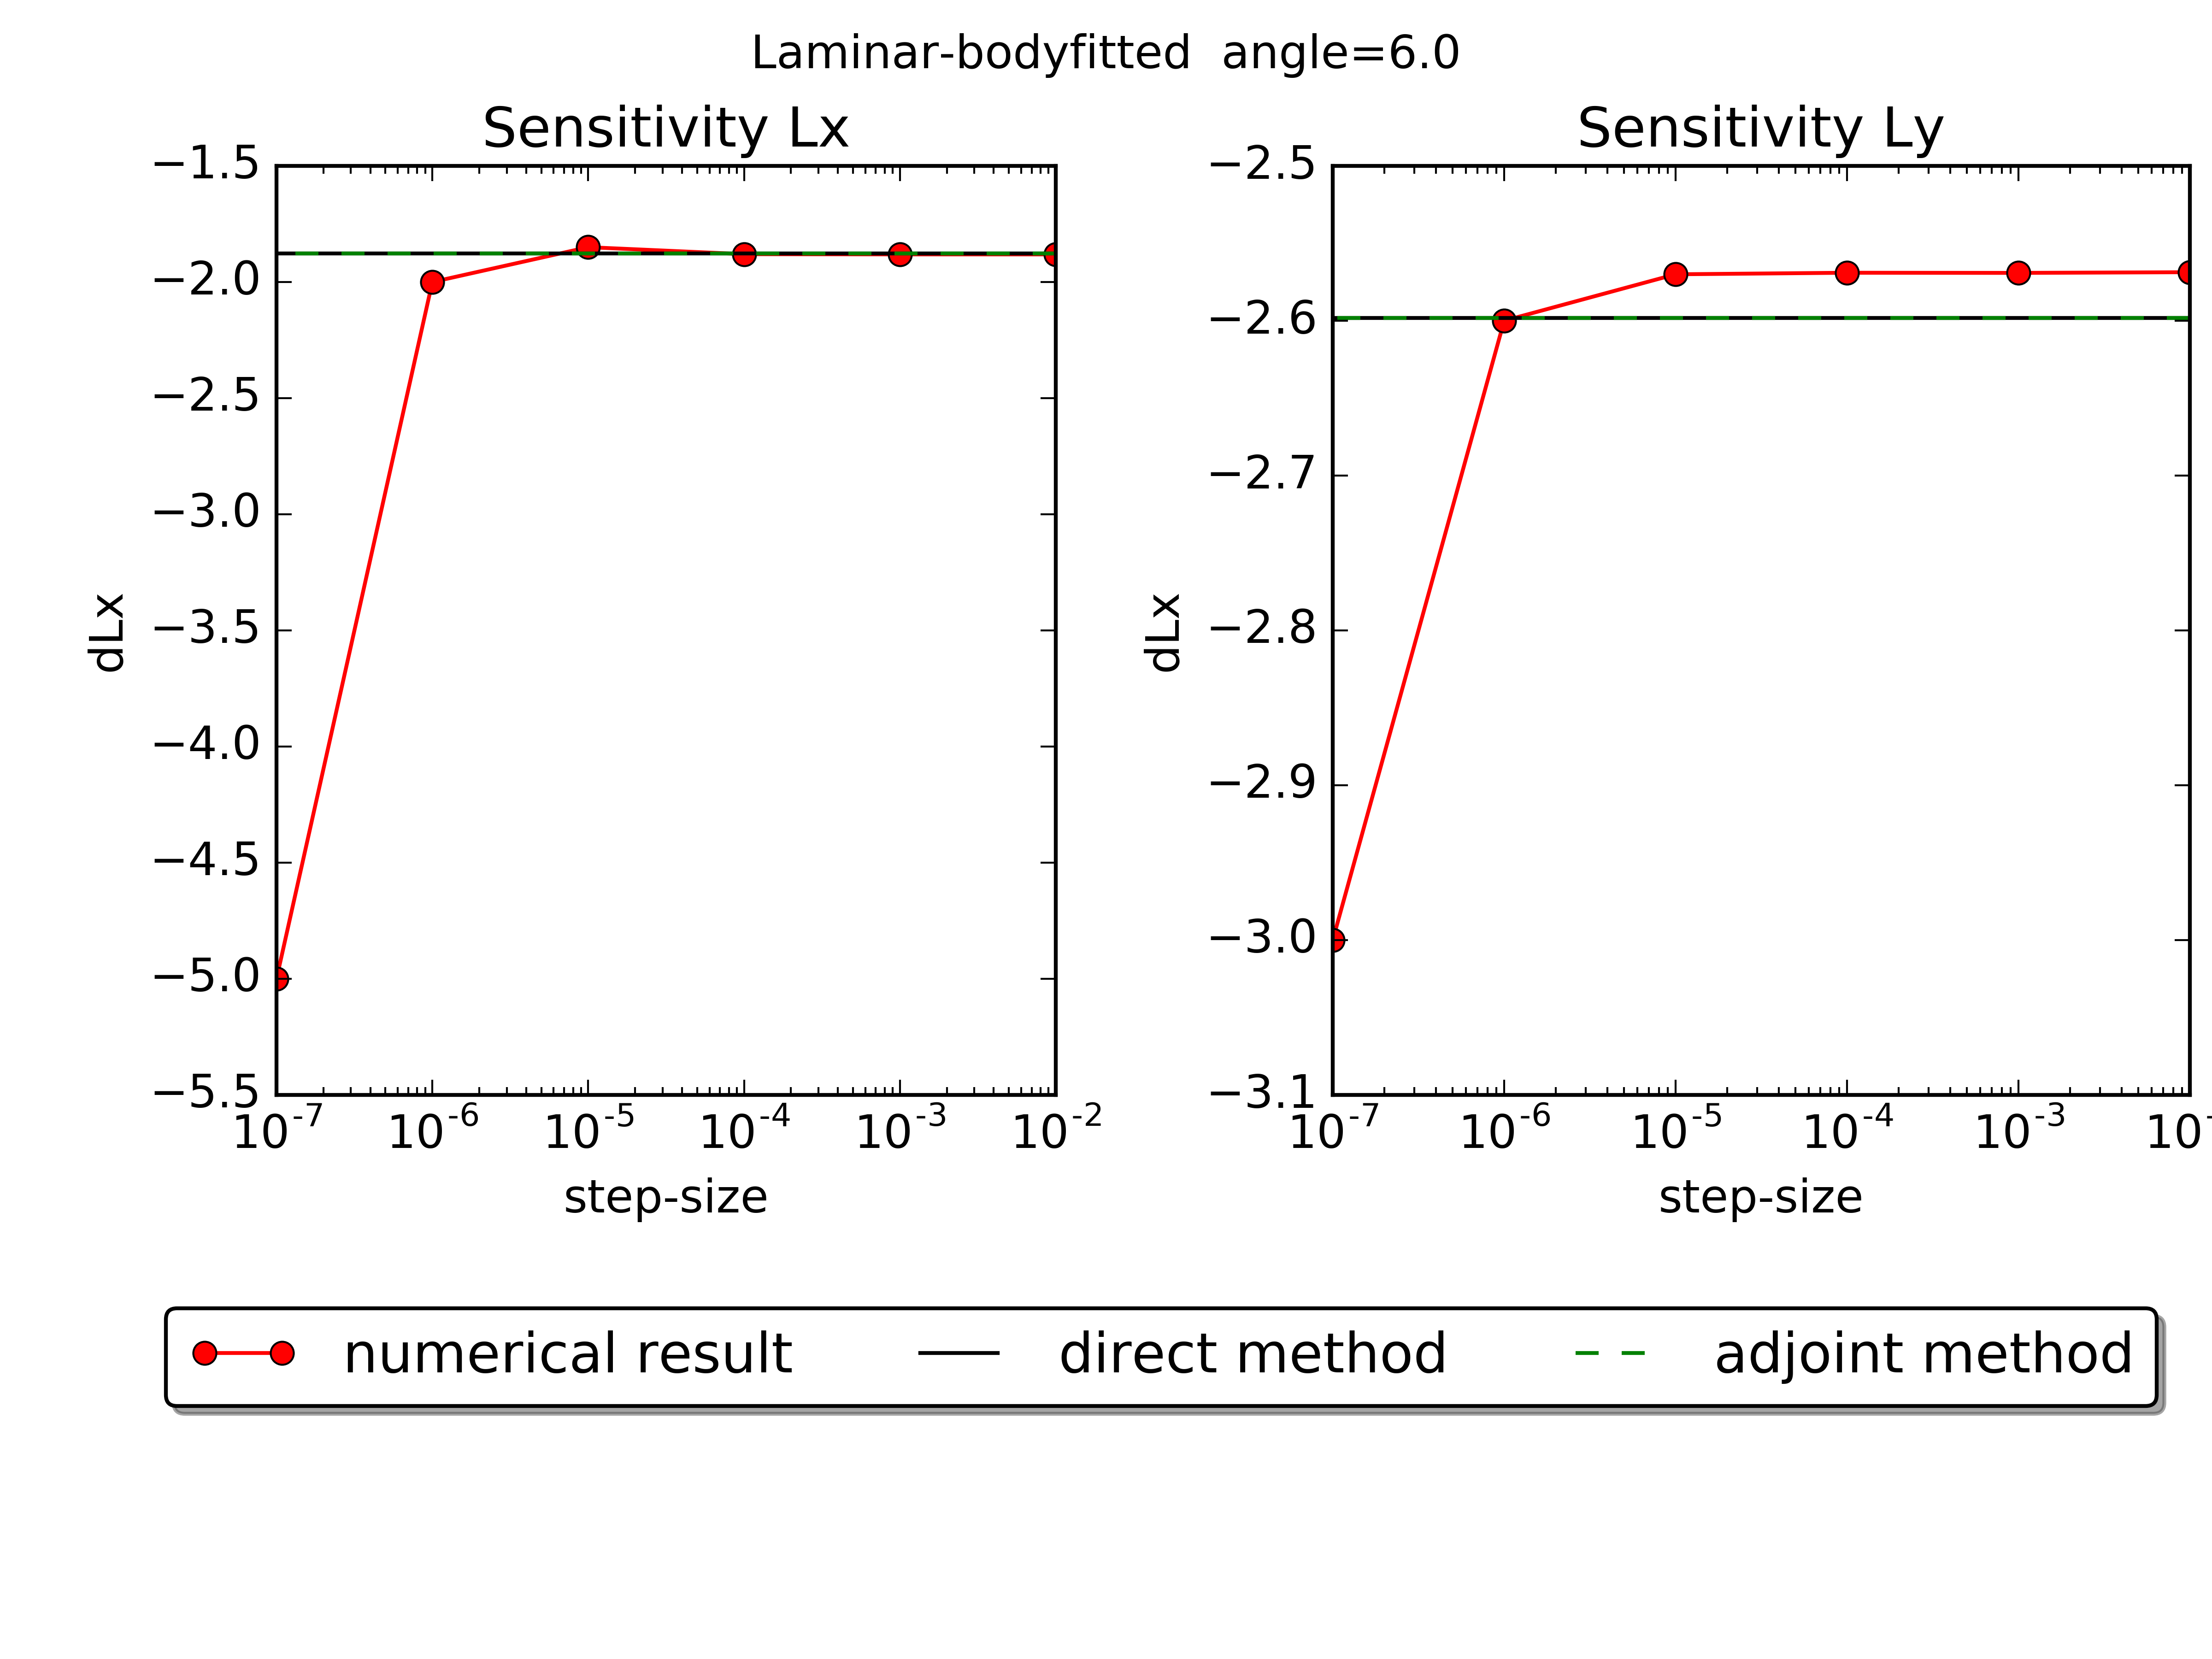 Laminar-bodyfitted  angle=6.0
Sensitivity Lx
−1.5
−2.0
−2.5
−3.0
−3.5
−4.0
−4.5
−5.0
−5.5
dLx
10^-7 10^-6 10^-5 10^-4 10^-3 10^-2
step-size
Sensitivity Ly
−2.5
−2.6
−2.7
−2.8
−2.9
−3.0
−3.1
dLx
10^-7 10^-6 10^-5 10^-4 10^-3 10^-
step-size
numerical result direct method adjoint method